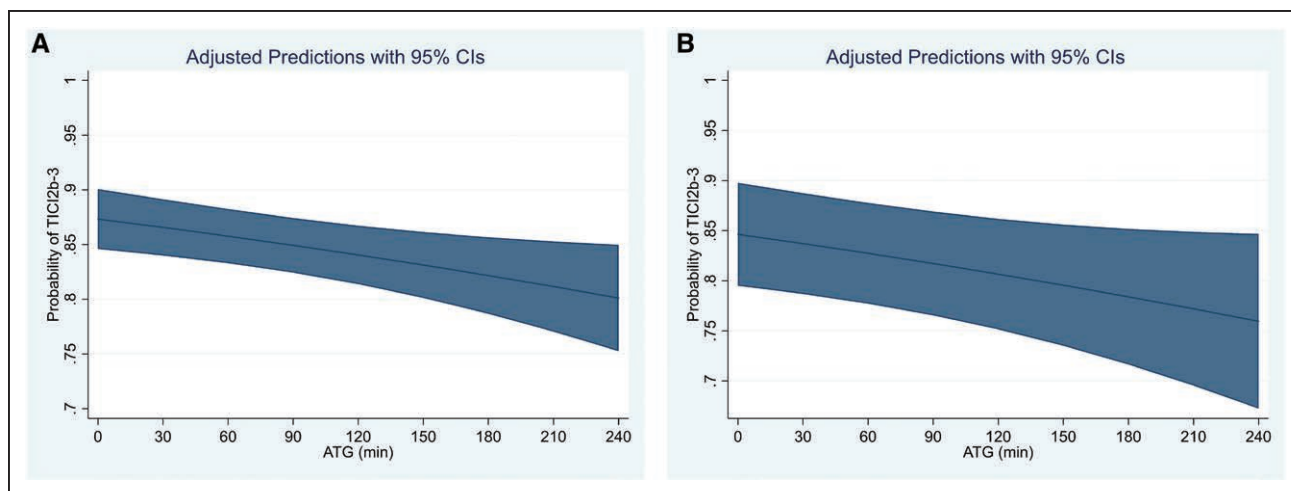 A
Adjusted Predictions with 95% CIs
Probability of TICI2b-3
1
.95
.9
.85
.8
.75
.7
0 30 60 90 120 150 180 210 240
ATG (min)
B
Adjusted Predictions with 95% CIs
Probability of TICI2b-3
1
.95
.9
.85
.8
.75
.7
0 30 60 90 120 150 180 210 240
ATG (min)